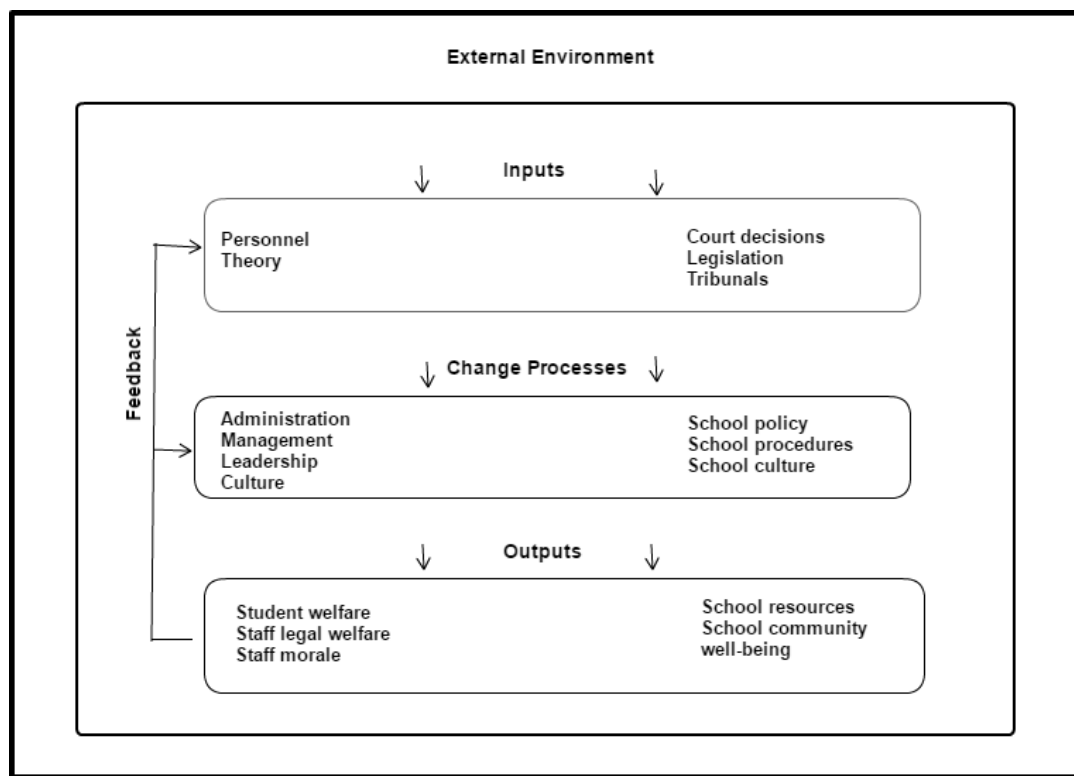 External Environment
Inputs
Personnel
Theory
Court decisions
Legislation
Tribunals
Feedback
Change Processes
Administration
Management
Leadership
Culture
School policy
School procedures
School culture
Outputs
Student welfare
Staff legal welfare
Staff morale
School resources
School community
well-being